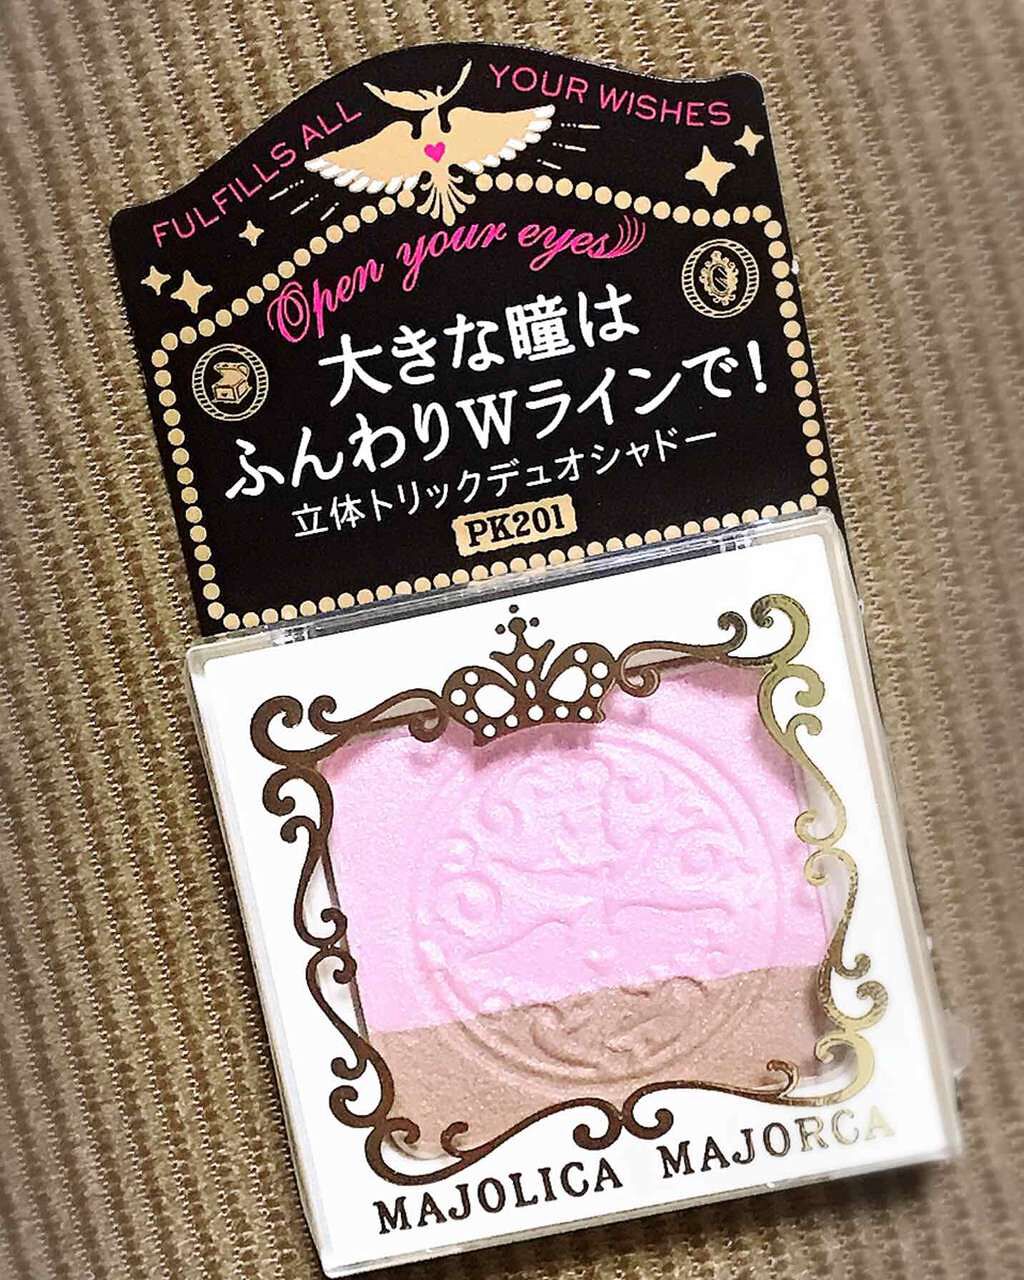 FULFILLS ALL YOUR WISHES
Open your eyes
大きな瞳は
ふんわりWラインで!
立体トリックデュオシャドー
PK201
MAJOLICA MAJORCA